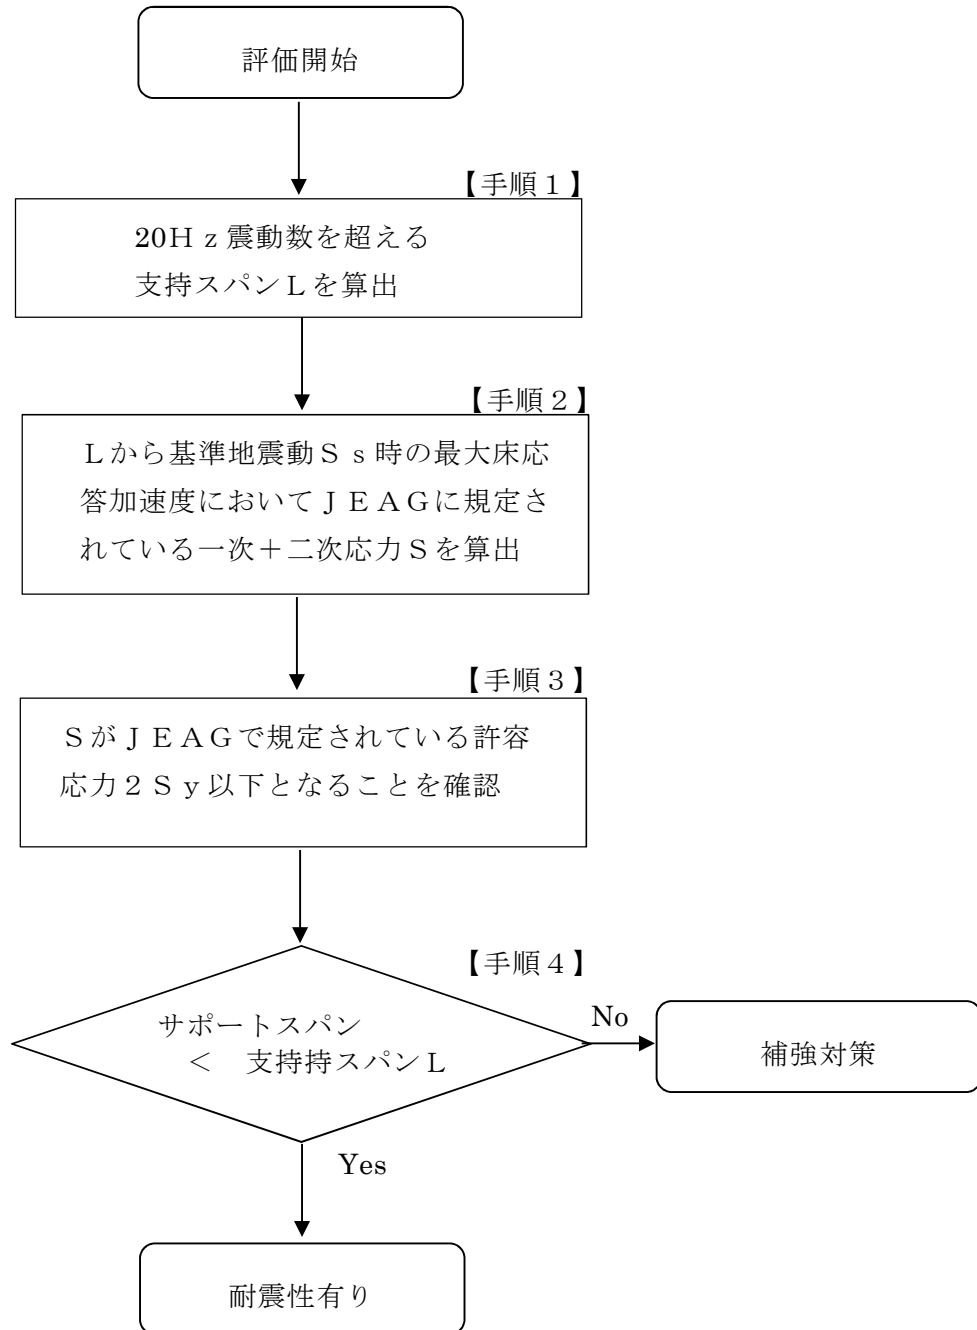 評価開始
【手順１】
20Ｈｚ震動数を超える
支持スパンＬを算出
【手順２】
Ｌから基準地震動Ｓｓ時の最大床応
答加速度においてＪＥＡＧに規定さ
れている一次＋二次応力Ｓを算出
【手順３】
ＳがＪＥＡＧで規定されている許容
応力２Ｓｙ以下となることを確認
【手順４】
サポートスパン
＜　支持持スパンＬ
No
補強対策
Yes
耐震性有り